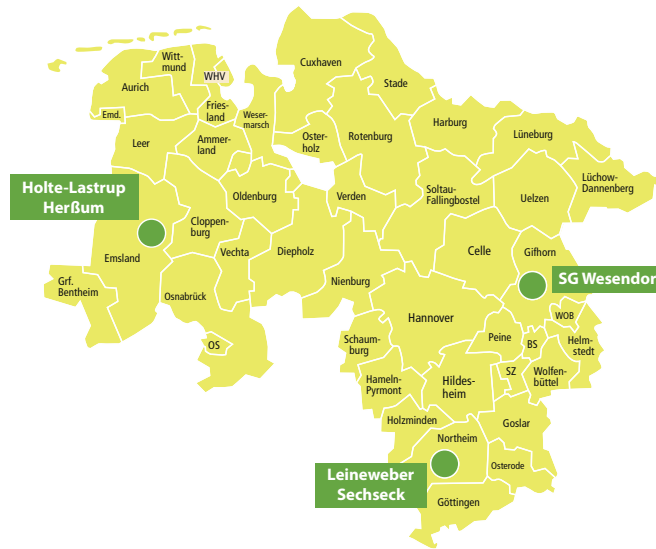 Cuxhaven
Witt-
mund
WHV
Aurich
Stade
Emd.
Fries-
land
Weser-
marsch
Harburg
Leer
Ammer-
land
Oster-
holz
Rotenburg
Lüneburg
Lüchow-
Dannenberg
Holte-Lastrup
Herßum
Oldenburg
Verden
Soltau-
Fallingbostel
Uelzen
Cloppen-
burg
Emsland
Vechta
Diepholz
Celle
Gifhorn
Grf.
Bentheim
Osnabrück
Nienburg
SG Wesendor
Hannover
WOB
OS
Schaum-
burg
Peine
BS
Helm-
stedt
Hameln-
Pyrmont
Hildes-
heim
SZ
Wolfen-
büttel
Holzminden
Goslar
Northeim
Leineweber
Sechseck
Osterode
Göttingen